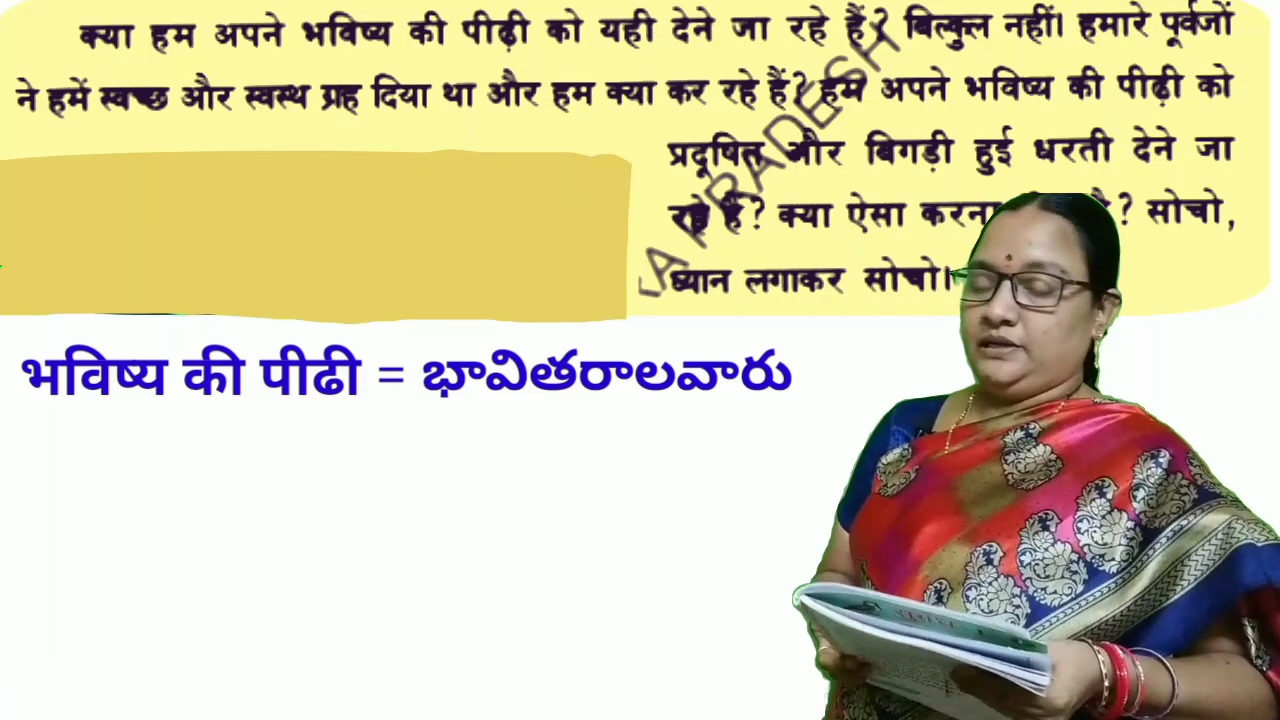 क्या हम अपने भविष्य की पीढ़ी को यही देने जा रहे हैं? बिल्कुल नहीं। हमारे पूर्वजों
ने हमें स्वच्छ और स्वस्थ ग्रह दिया था और हम क्या कर रहे हैं? हम अपने भविष्य की पीढ़ी को
प्रदूषित और बिगड़ी हुई धरती देने जा
रहे हैं? क्या ऐसा करना है? सोचो,
ध्यान लगाकर सोचो।
A PRADESH
भविष्य की पीढी = భావితరాలవారు